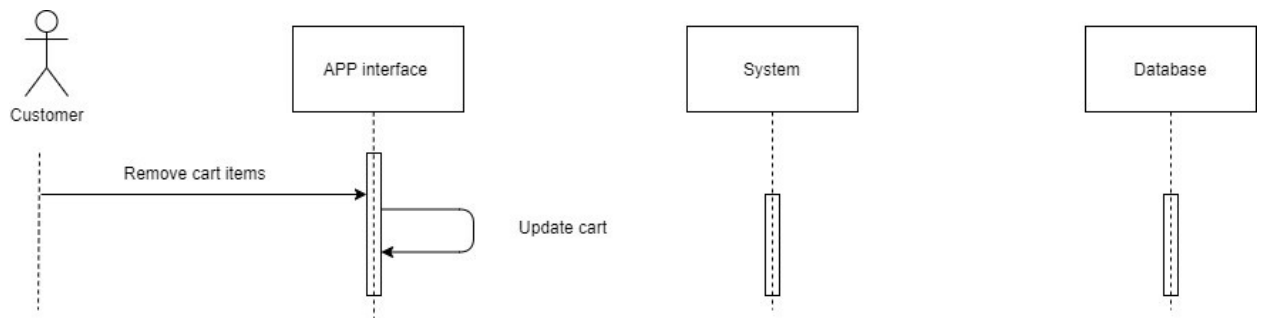 Customer
APP interface
System
Database
Remove cart items
Update cart